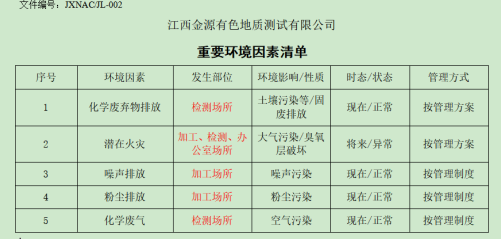 文件编号：JXNAC/JL-002
江西金源有色地质测试有限公司
重要环境因素清单
序号 环境因素 发生部位 环境影响/性质 时态/状态 管理方式
1 化学废弃物排放 检测场所 土壤污染等/固废排放 现在/正常 按管理方案
2 潜在火灾 加工、检测、办公室场所 大气污染/臭氧层破坏 将来/异常 按管理方案
3 噪声排放 加工场所 噪声污染 现在/正常 按管理制度
4 粉尘排放 加工场所 粉尘污染 现在/正常 按管理制度
5 化学废气 检测场所 空气污染 现在/正常 按管理制度